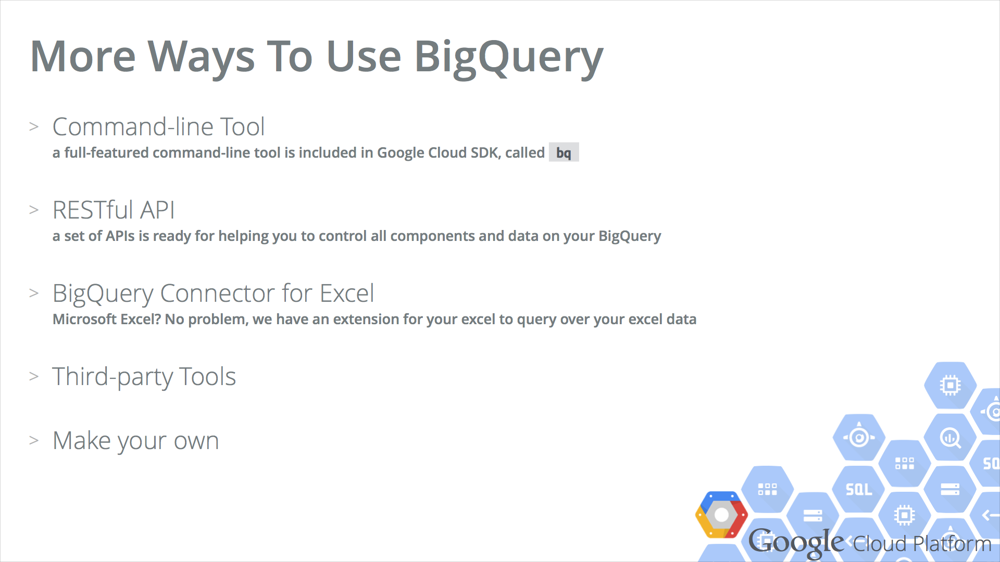 More Ways To Use BigQuery
> Command-line Tool
a full-featured command-line tool is included in Google Cloud SDK, called bq
> RESTful API
a set of APIs is ready for helping you to control all components and data on your BigQuery
> BigQuery Connector for Excel
Microsoft Excel? No problem, we have an extension for your excel to query over your excel data
> Third-party Tools
> Make your own
SQL
Google Cloud Platform